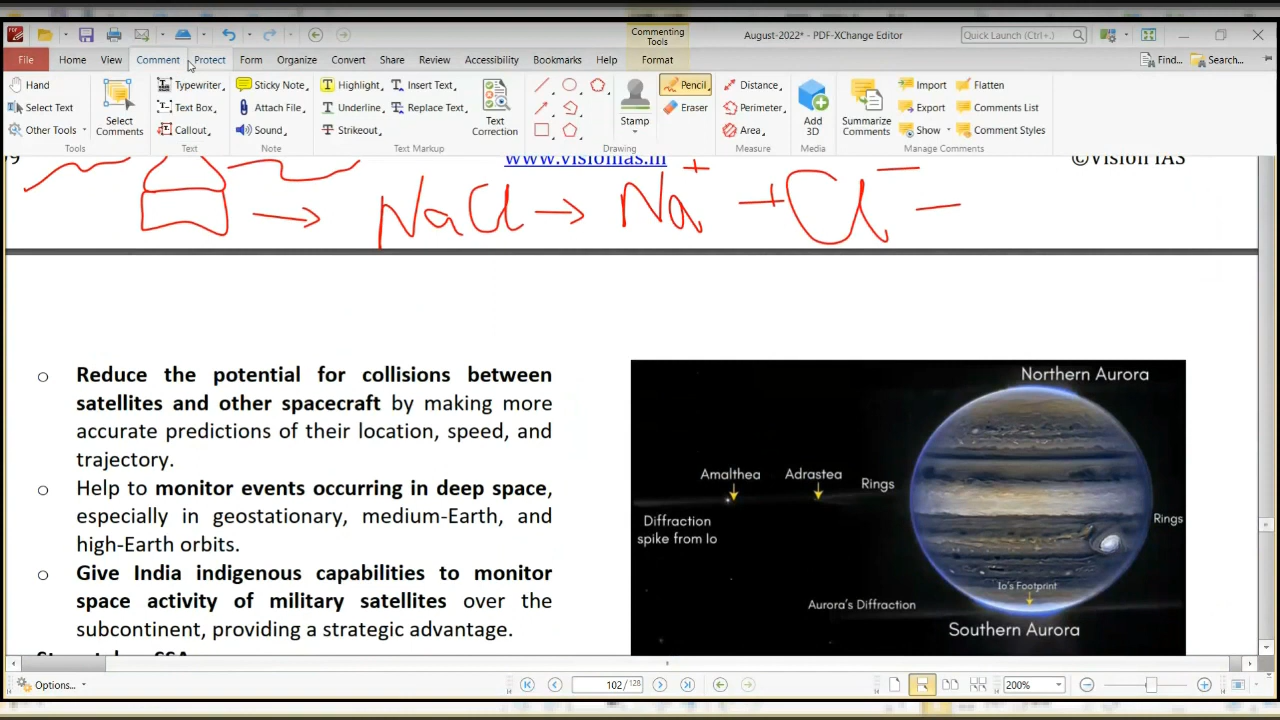 Commenting Tools
August-2022* - PDF-XChange Editor
Quick Launch (Ctrl+.)
File Home View Comment Protect Form Organize Convert Share Review Accessibility Bookmarks Help Format Find... Search...
Hand Typewriter Sticky Note Highlight Insert Text Pencil Distance Import Flatten
Select Text Text Box Attach File Underline Replace Text Eraser Perimeter Export Comments List
Other Tools Callout Sound Strikeout Area Show Comment Styles
Select Comments Text Correction Stamp Add 3D Summarize Comments
Tools Text Note Text Markup Drawing Measure Media Manage Comments
9 www.visionias.in ©Vision IAS
→ NaCl → Na+ + Cl- -
o Reduce the potential for collisions between
satellites and other spacecraft by making more
accurate predictions of their location, speed, and
trajectory.
o Help to monitor events occurring in deep space,
especially in geostationary, medium-Earth, and
high-Earth orbits.
o Give India indigenous capabilities to monitor
space activity of military satellites over the
subcontinent, providing a strategic advantage.
Northern Aurora
Amalthea Adrastea Rings
Diffraction
spike from Io
Rings
Io's Footprint
Aurora's Diffraction
Southern Aurora
Options... 102/128 200%